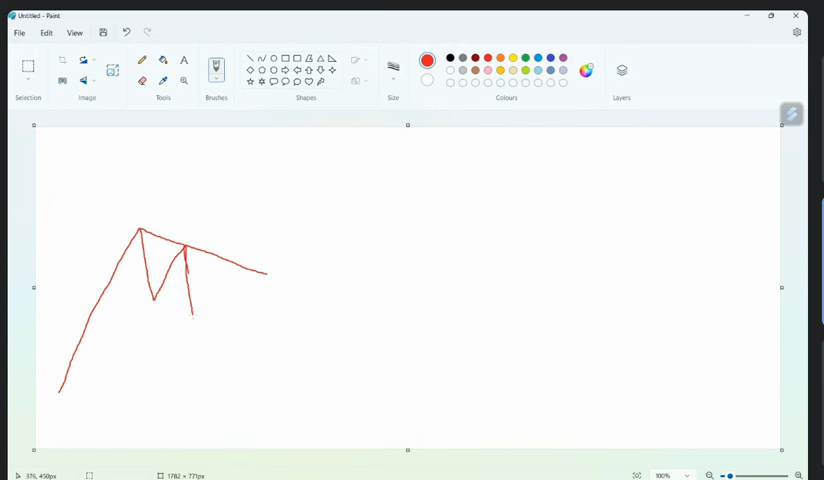 Untitled - Paint
File Edit View
Selection Image Tools Brushes Shapes Size Colours Layers
376, 450px 1782 × 771px 100%